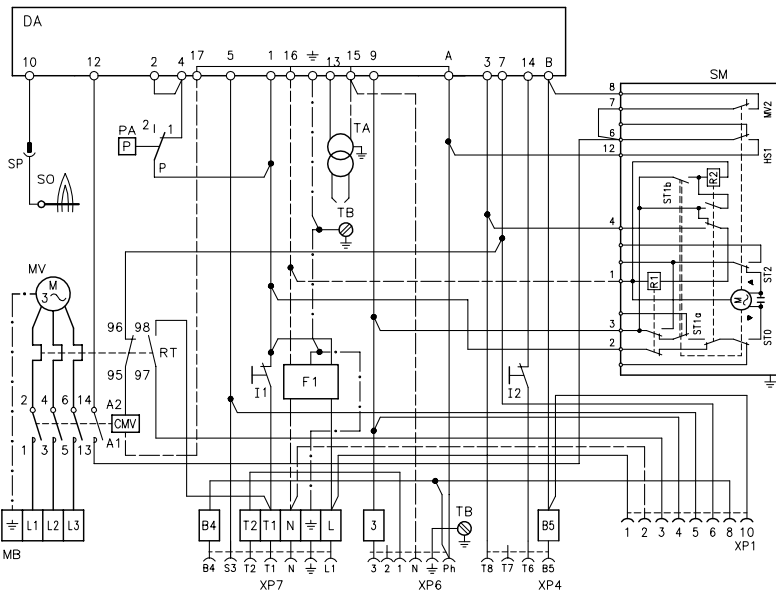 DA
10 12 2 4 17 5 1 16 13 15 9 A 3 7 14 B
SM
8
7
MV2
6
HS1
12
PA P 2 1
P
TA
SP
SO
ST1b R2
TB
4
MV
M
3
1
R1
ST2
M
3
ST1a
ST0
2
96 98
RT
95 97
I1
F1
I2
2 4 6 14 A2
CMV
1 3 5 13 A1
L1 L2 L3
MB
B4 T2 T1 N L 3 TB B5
B4 S3 T2 T1 N L1 3 2 1 N Ph T8 T7 T6 B5
XP7 XP6 XP4
1 2 3 4 5 6 8 10
XP1